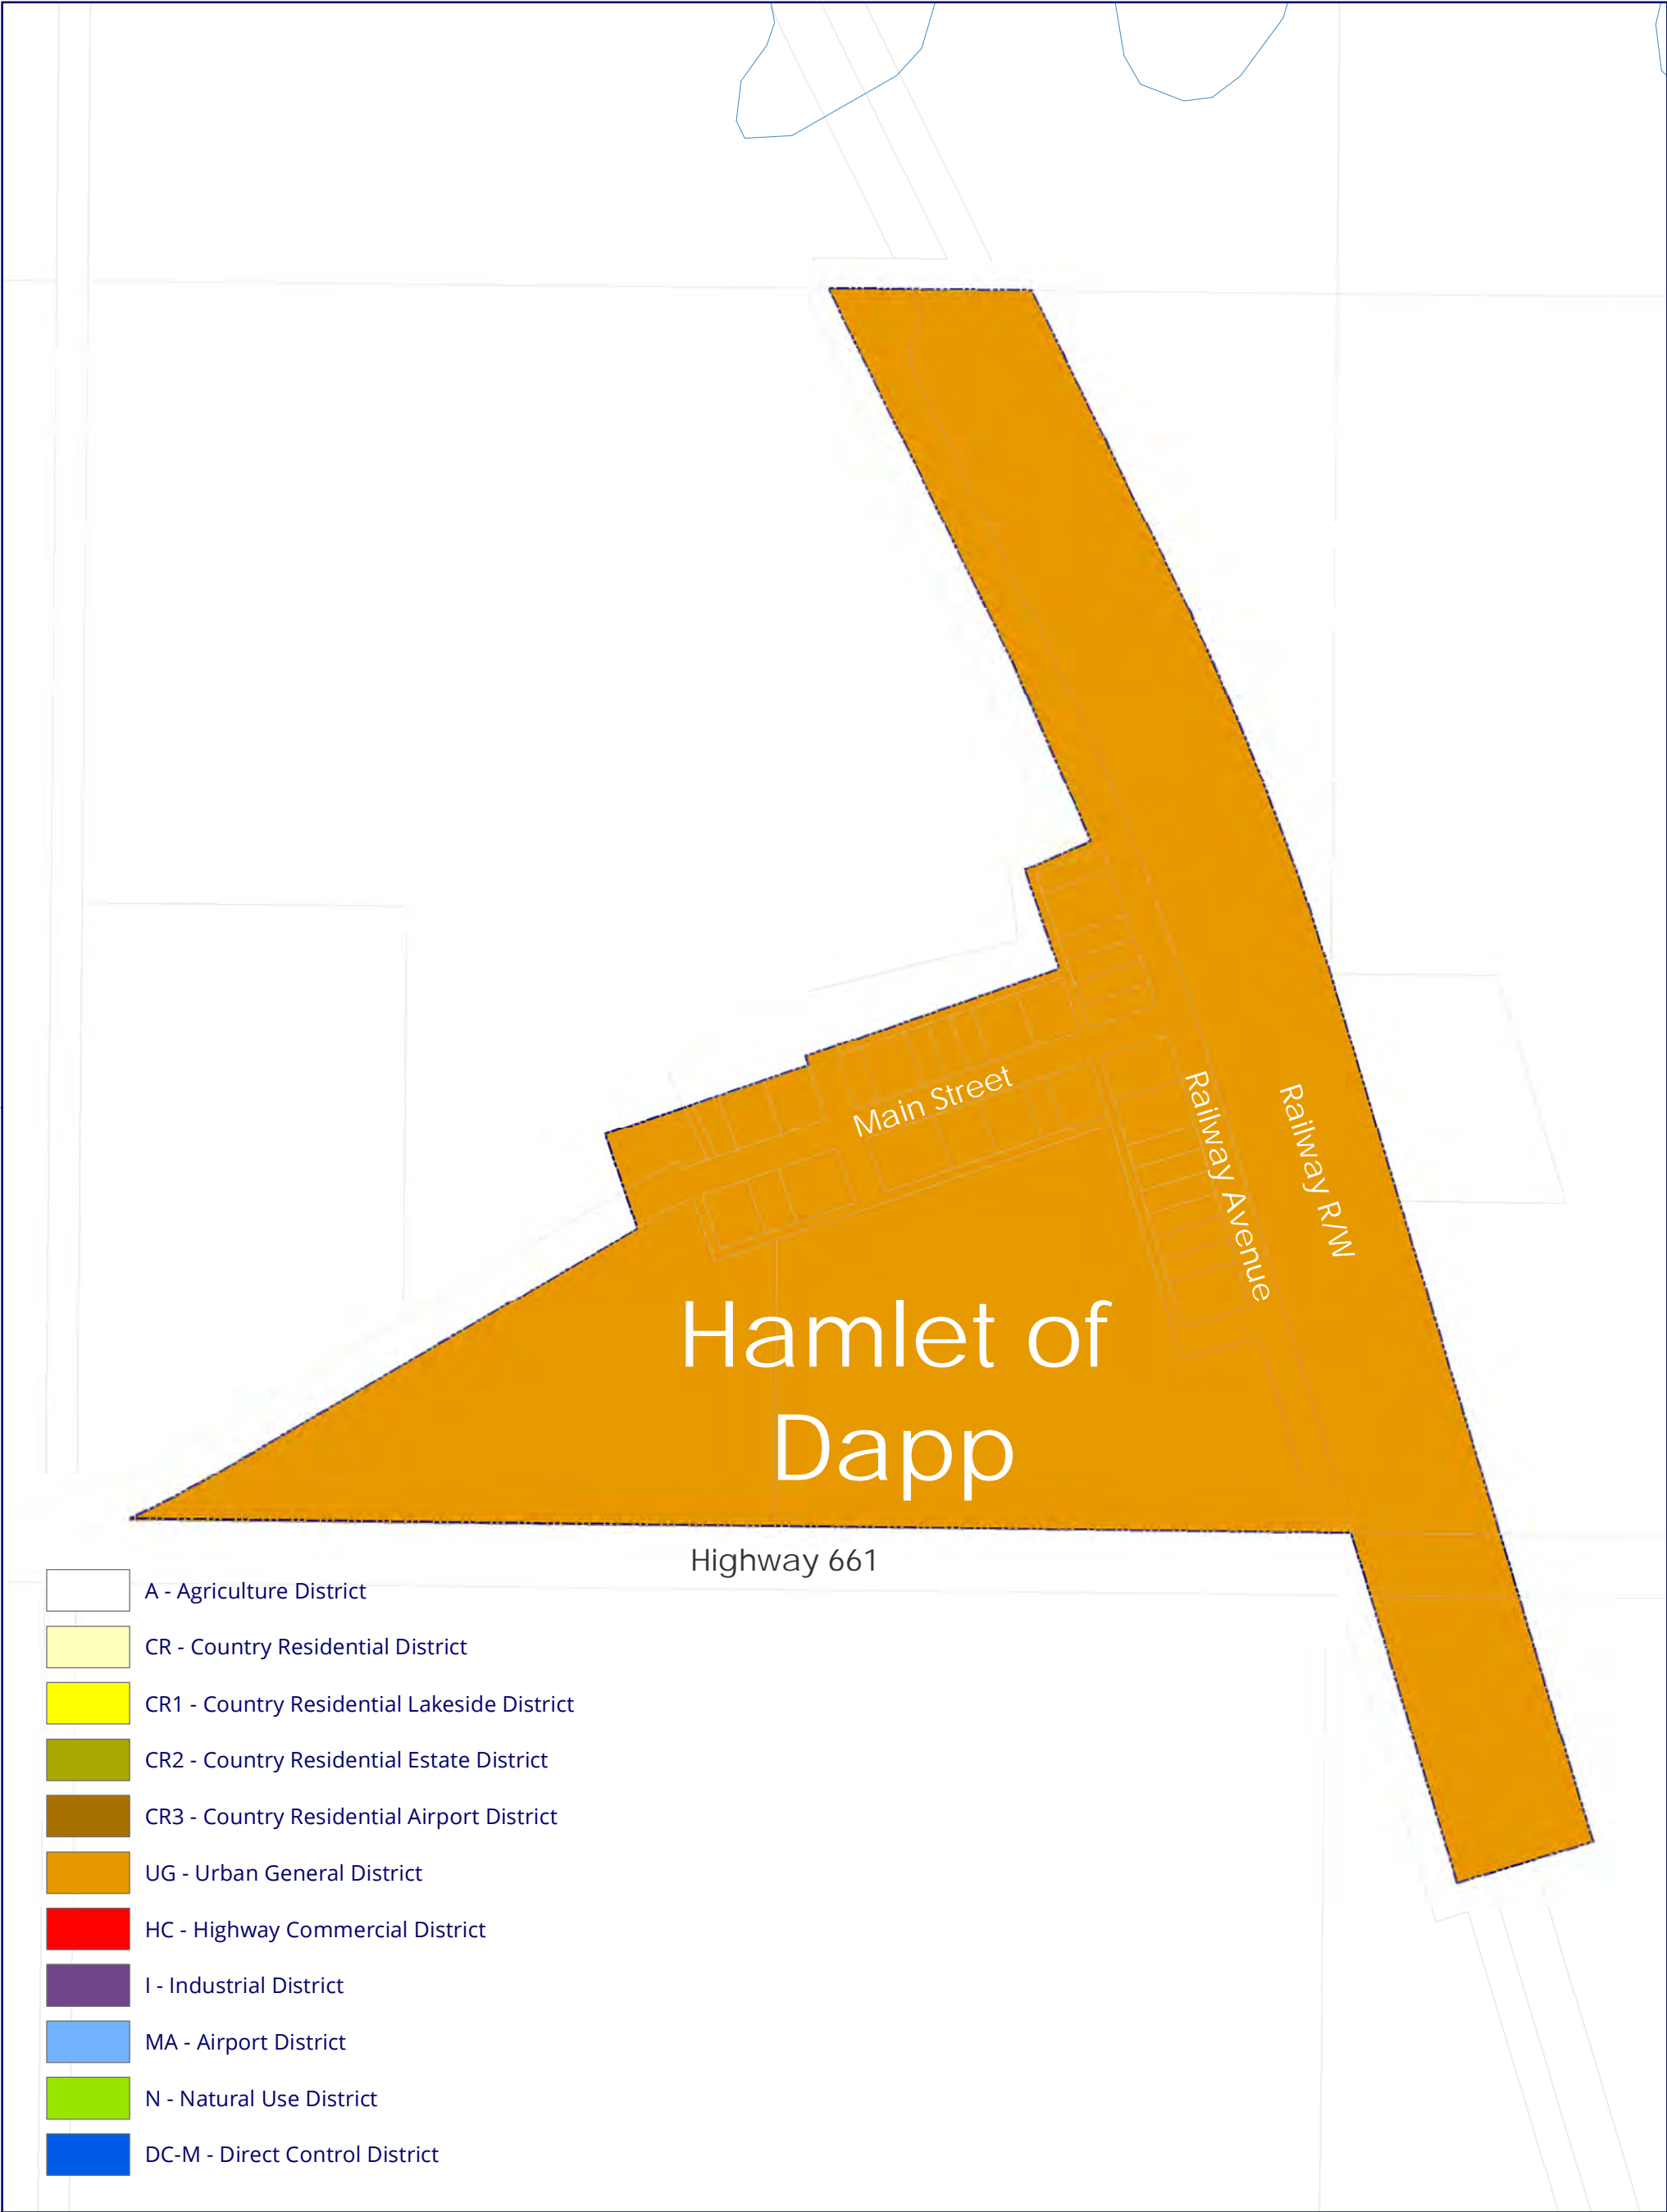 Main Street
Railway Avenue
Railway R/W
Hamlet of
Dapp
Highway 661
A - Agriculture District
CR - Country Residential District
CR1 - Country Residential Lakeside District
CR2 - Country Residential Estate District
CR3 - Country Residential Airport District
UG - Urban General District
HC - Highway Commercial District
I - Industrial District
MA - Airport District
N - Natural Use District
DC-M - Direct Control District